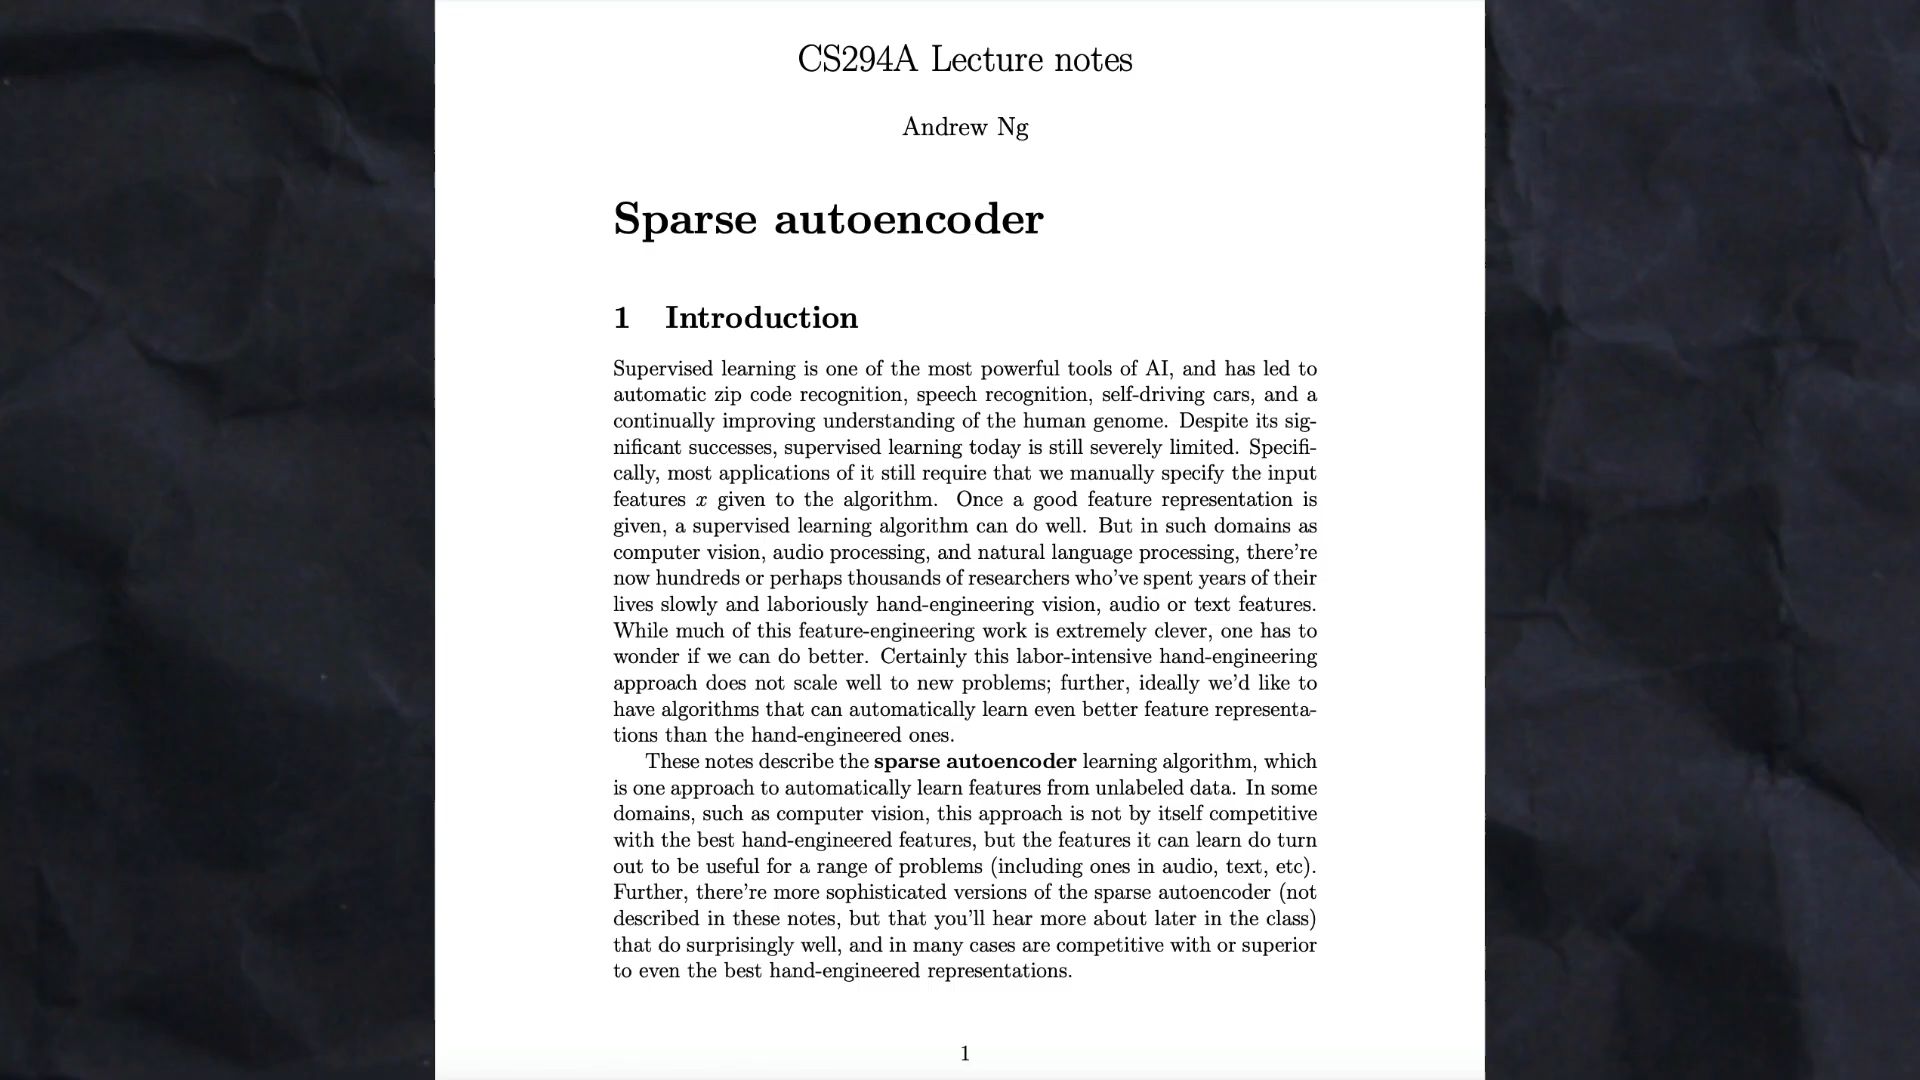 CS294A Lecture notes
Andrew Ng
Sparse autoencoder
1 Introduction
Supervised learning is one of the most powerful tools of AI, and has led to
automatic zip code recognition, speech recognition, self-driving cars, and a
continually improving understanding of the human genome. Despite its sig-
nificant successes, supervised learning today is still severely limited. Specifi-
cally, most applications of it still require that we manually specify the input
features x given to the algorithm. Once a good feature representation is
given, a supervised learning algorithm can do well. But in such domains as
computer vision, audio processing, and natural language processing, there're
now hundreds or perhaps thousands of researchers who've spent years of their
lives slowly and laboriously hand-engineering vision, audio or text features.
While much of this feature-engineering work is extremely clever, one has to
wonder if we can do better. Certainly this labor-intensive hand-engineering
approach does not scale well to new problems; further, ideally we'd like to
have algorithms that can automatically learn even better feature representa-
tions than the hand-engineered ones.
These notes describe the sparse autoencoder learning algorithm, which
is one approach to automatically learn features from unlabeled data. In some
domains, such as computer vision, this approach is not by itself competitive
with the best hand-engineered features, but the features it can learn do turn
out to be useful for a range of problems (including ones in audio, text, etc).
Further, there're more sophisticated versions of the sparse autoencoder (not
described in these notes, but that you'll hear more about later in the class)
that do surprisingly well, and in many cases are competitive with or superior
to even the best hand-engineered representations.
1